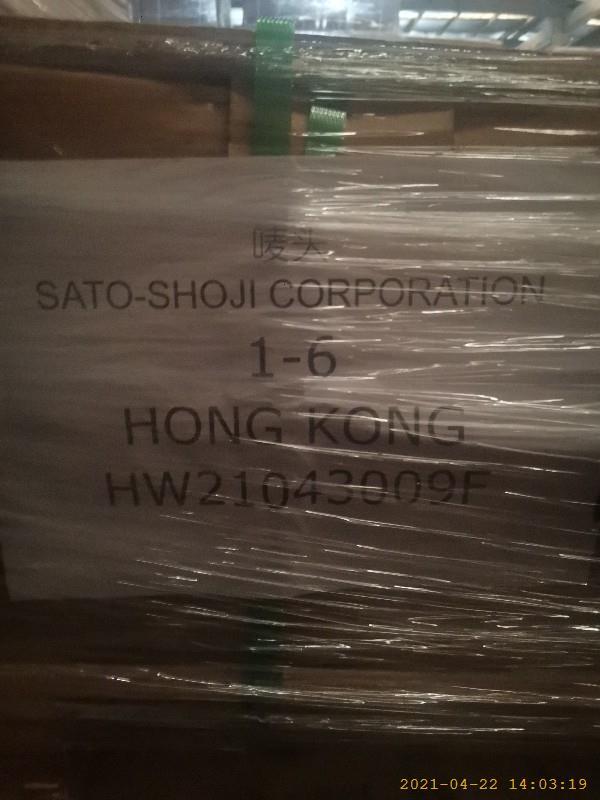 唛头
SATO-SHOJI CORPORATION
1-6
HONG KONG
HW21043009F
2021-04-22 14:03:19